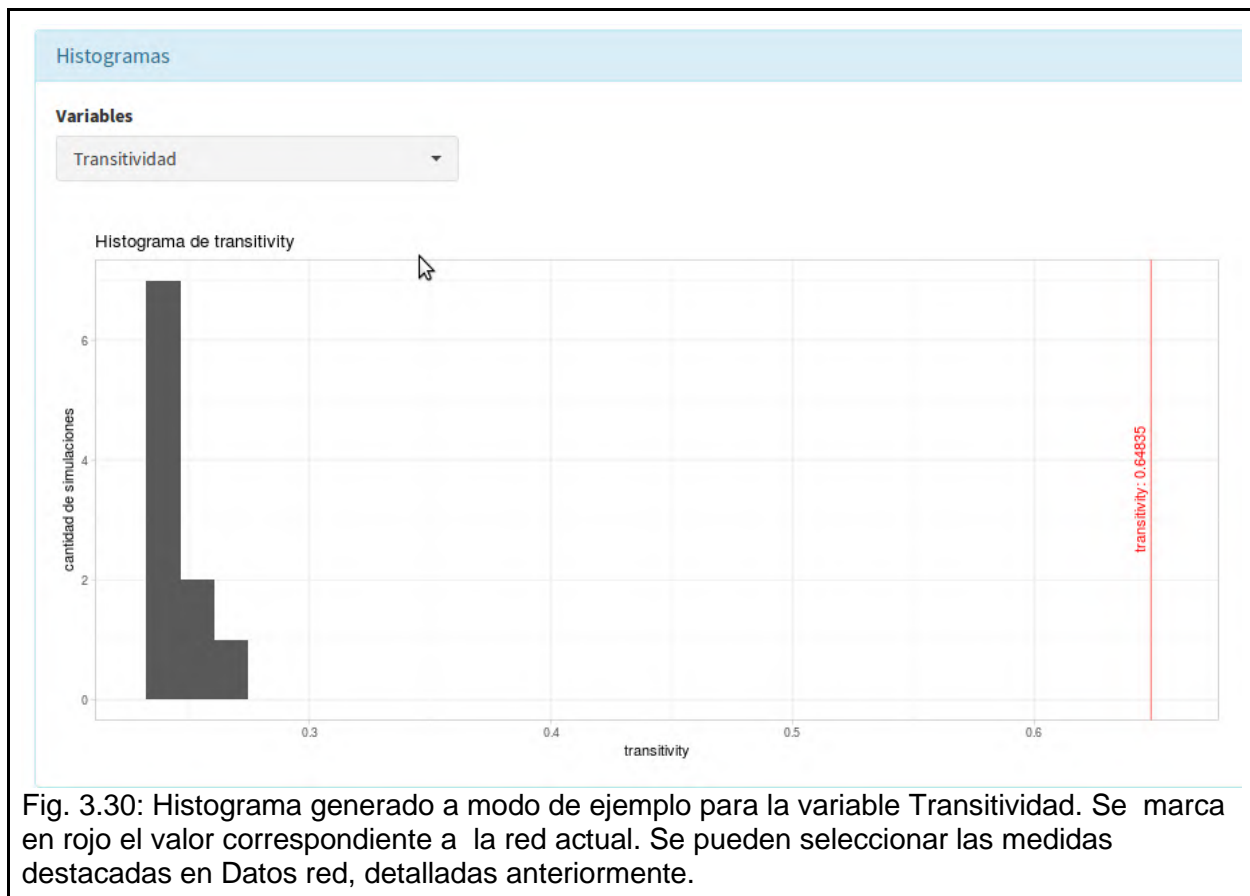 Histogramas
Variables
Transitividad
Histograma de transitivity
6
4
2
0
cantidad de simulaciones
transitivity: 0.64835
0.3 0.4 0.5 0.6
transitivity
Fig. 3.30: Histograma generado a modo de ejemplo para la variable Transitividad. Se marca
en rojo el valor correspondiente a la red actual. Se pueden seleccionar las medidas
destacadas en Datos red, detalladas anteriormente.